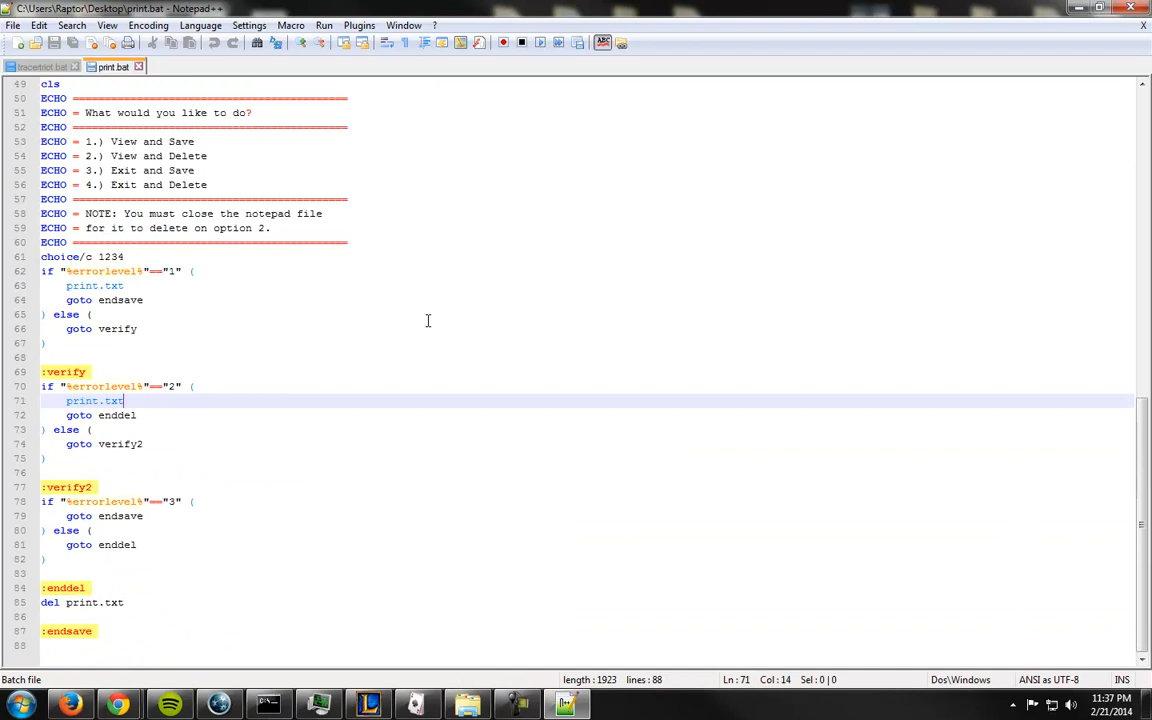 C:\Users\Raptor\Desktop\print.bat - Notepad++
File Edit Search View Encoding Language Settings Macro Run Plugins Window ? X
print.bat
49 cls
50 ECHO ===========================================
51 ECHO = What would you like to do?
52 ECHO ===========================================
53 ECHO = 1.) View and Save
54 ECHO = 2.) View and Delete
55 ECHO = 3.) Exit and Save
56 ECHO = 4.) Exit and Delete
57 ECHO ===========================================
58 ECHO = NOTE: You must close the notepad file
59 ECHO = for it to delete on option 2.
60 ECHO ===========================================
61 choice/c 1234
62 if "%errorlevel%"=="1" (
63 print.txt
64 goto endsave
65 ) else (
66 goto verify
67 )
68
69 :verify
70 if "%errorlevel%"=="2" (
71 print.txt
72 goto enddel
73 ) else (
74 goto verify2
75 )
76
77 :verify2
78 if "%errorlevel%"=="3" (
79 goto endsave
80 ) else (
81 goto enddel
82 )
83
84 :enddel
85 del print.txt
86
87 :endsave
88
Batch file length : 1923 lines : 88 Ln : 71 Col : 14 Sel : 0 | 0 Dos\Windows ANSI as UTF-8 INS
11:37 PM
2/21/2014